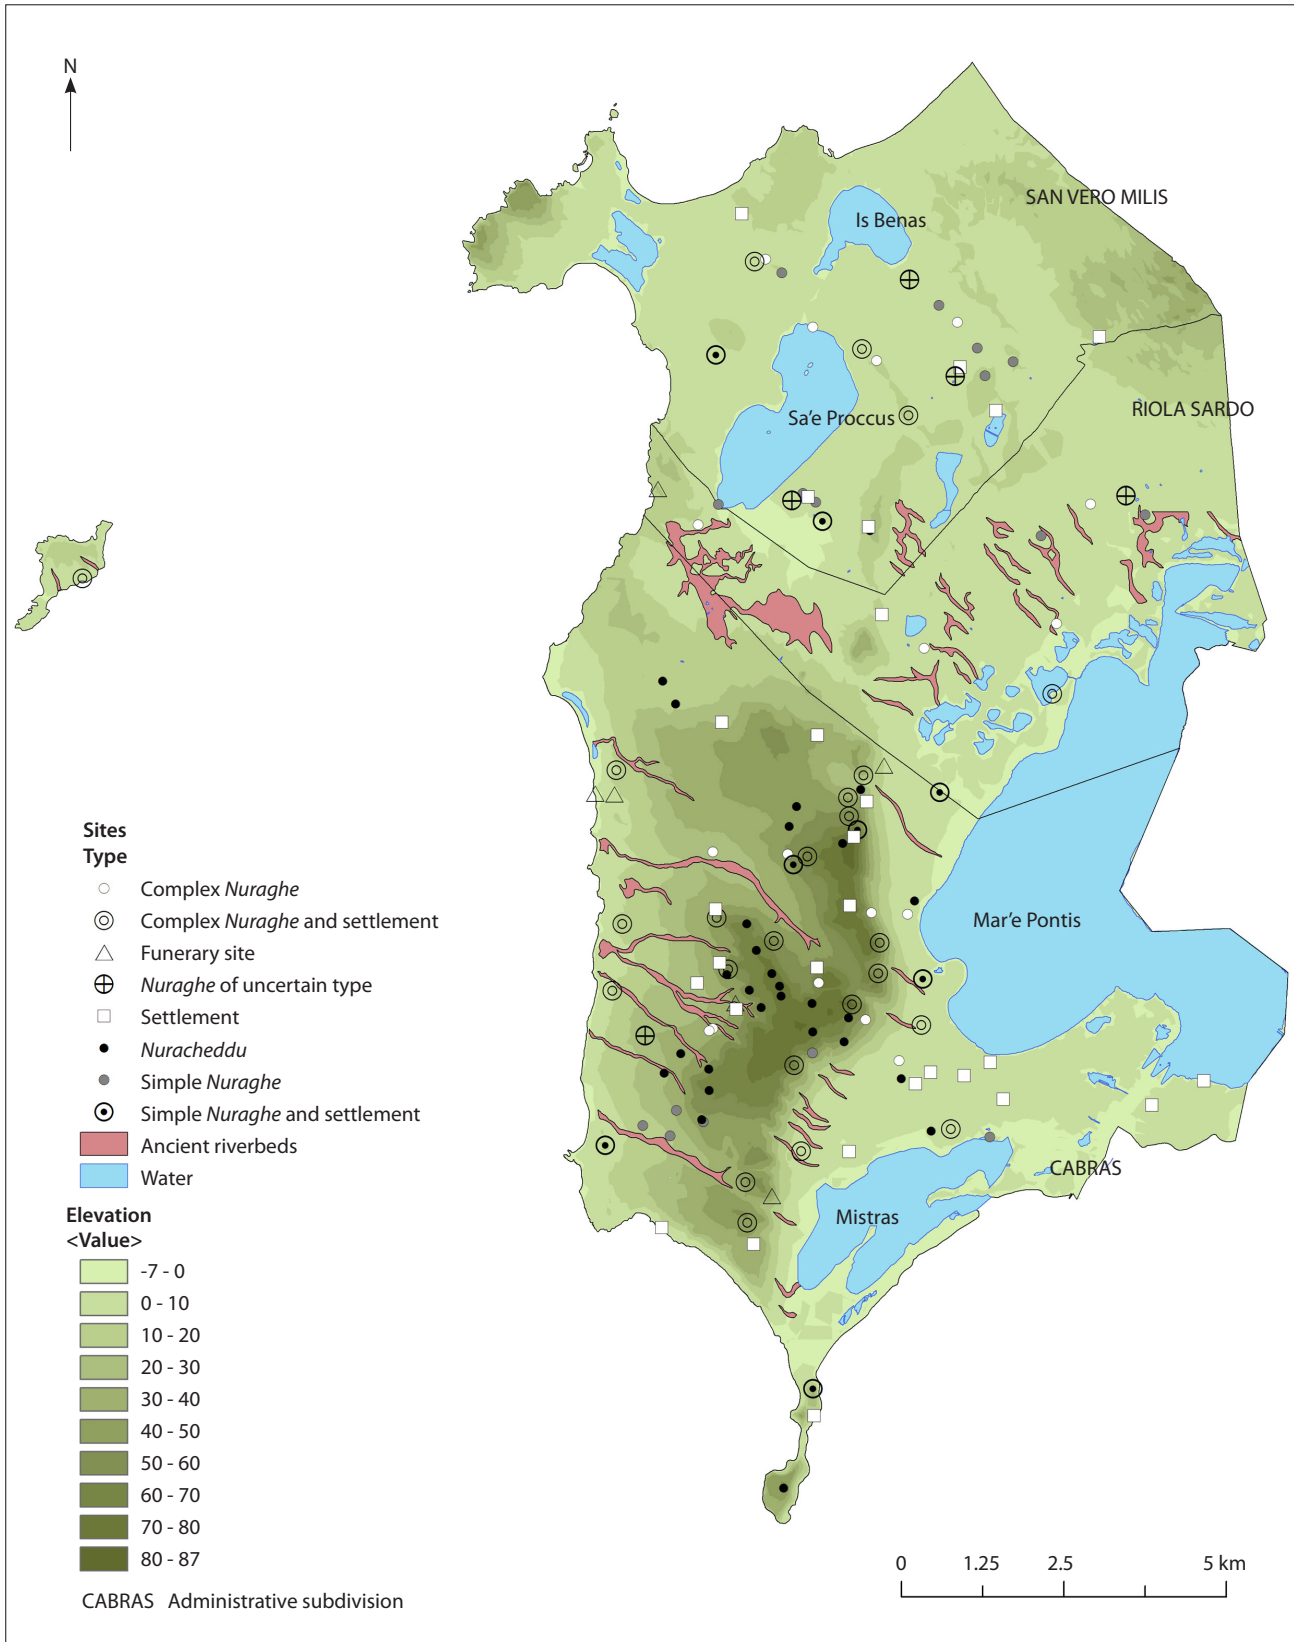 N
SAN VERO MILIS
Is Benas
RIOLA SARDO
Sa'e Proccus
Mar'e Pontis
CABRAS
Mistras
Sites
Type
Complex Nuraghe
Complex Nuraghe and settlement
Funerary site
Nuraghe of uncertain type
Settlement
Nuracheddu
Simple Nuraghe
Simple Nuraghe and settlement
Ancient riverbeds
Water
Elevation
<Value>
-7 - 0
0 - 10
10 - 20
20 - 30
30 - 40
40 - 50
50 - 60
60 - 70
70 - 80
80 - 87
CABRAS Administrative subdivision
0 1.25 2.5 5 km